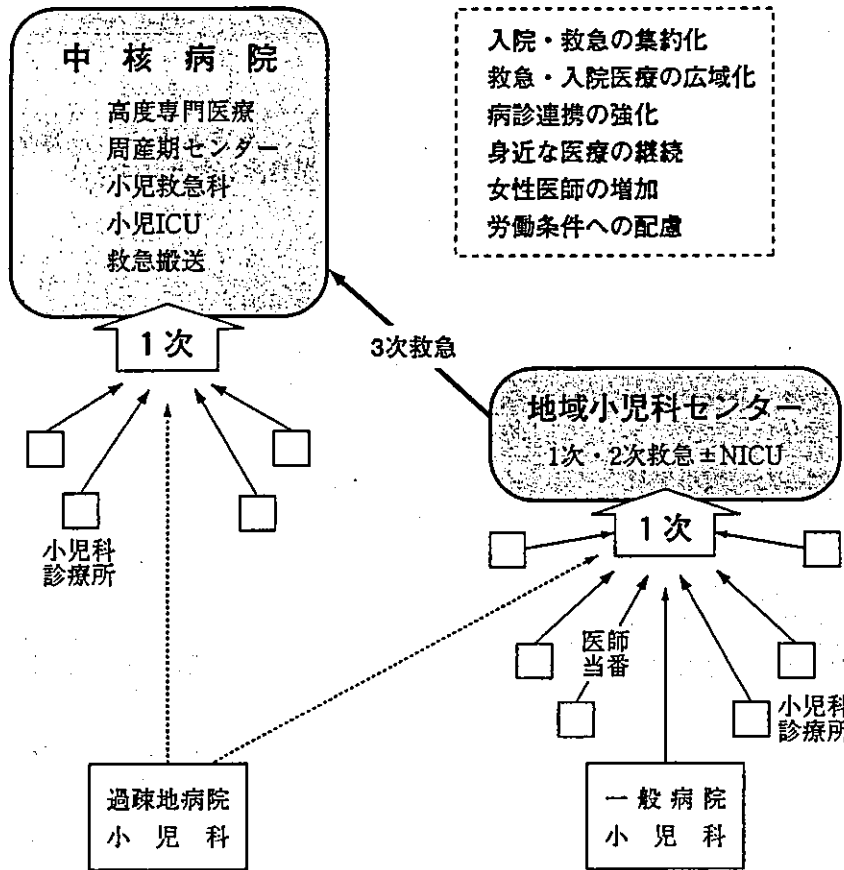 中核病院
高度専門医療
周産期センター
小児救急科
小児ICU
救急搬送
1次
入院・救急の集約化
救急・入院医療の広域化
病診連携の強化
身近な医療の継続
女性医師の増加
労働条件への配慮
3次救急
地域小児科センター
1次・2次救急±NICU
1次
小児科
診療所
医師
当番
小児科
診療所
過疎地病院
小児科
一般病院
小児科